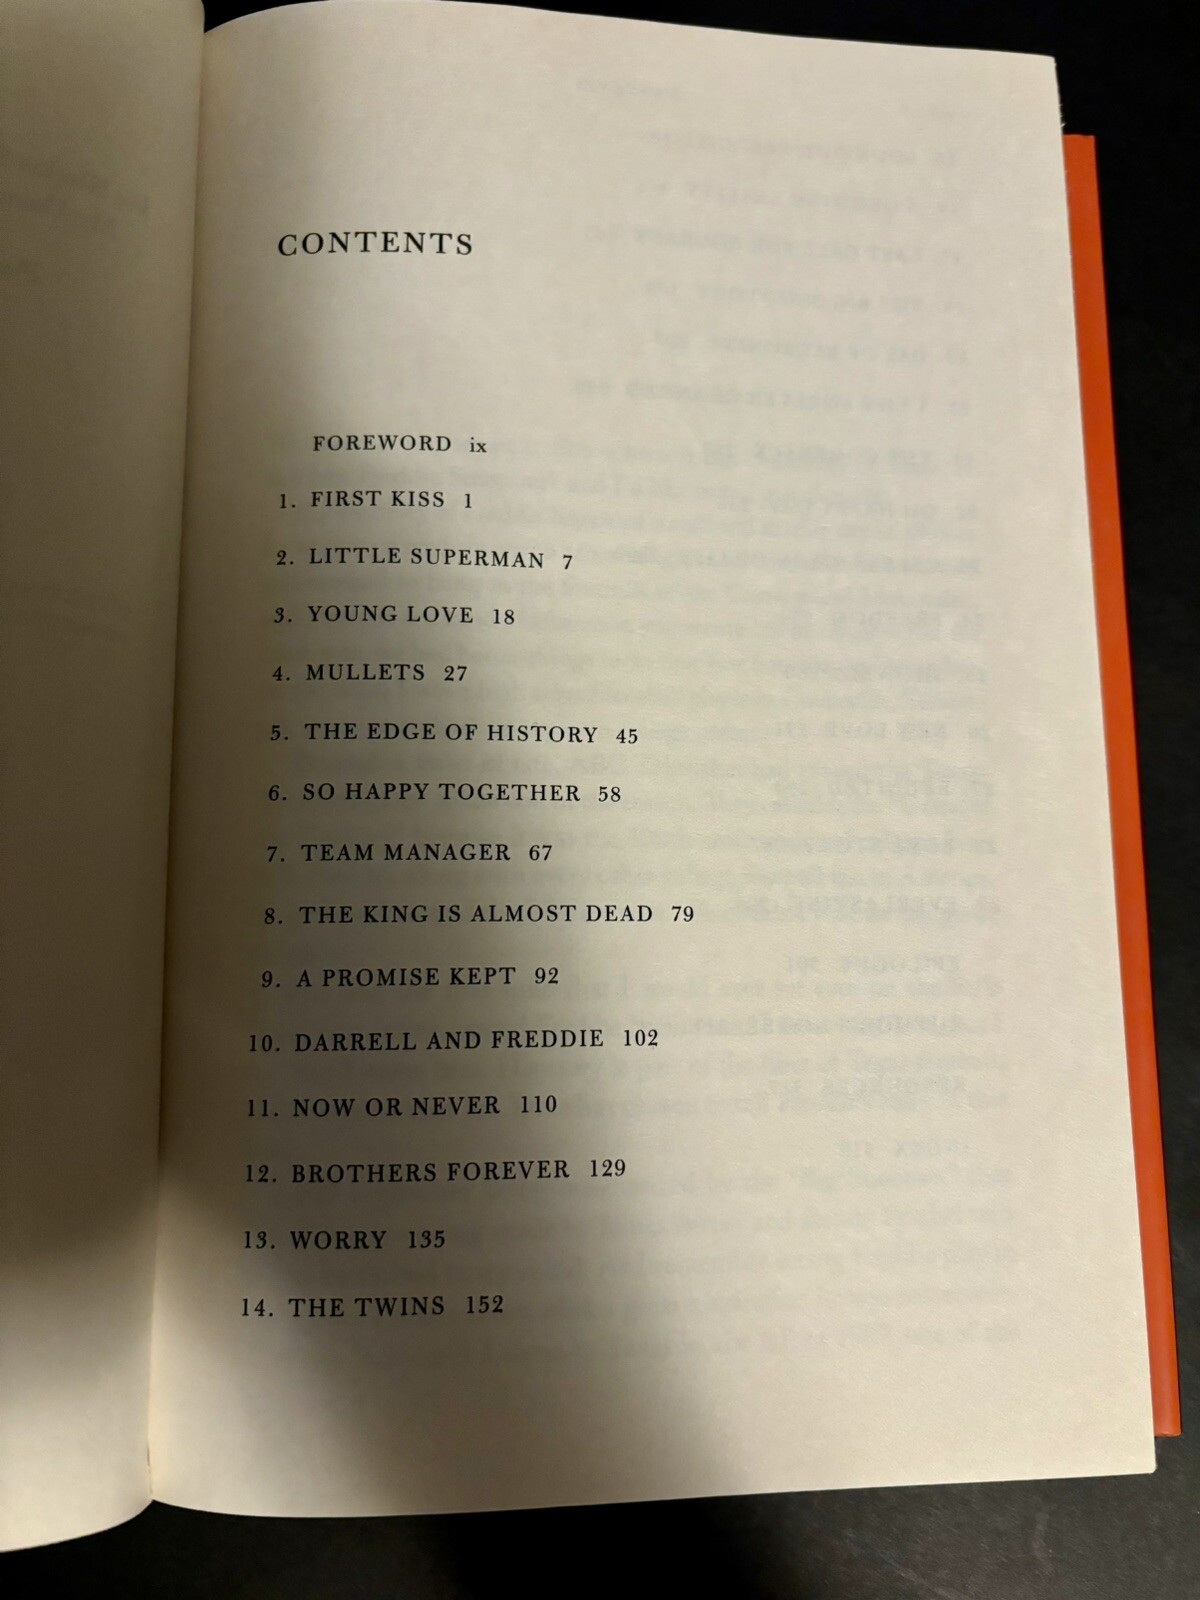 CONTENTS
FOREWORD ix
1. FIRST KISS 1
2. LITTLE SUPERMAN 7
3. YOUNG LOVE 18
4. MULLETS 27
5. THE EDGE OF HISTORY 45
6. SO HAPPY TOGETHER 58
7. TEAM MANAGER 67
8. THE KING IS ALMOST DEAD 79
9. A PROMISE KEPT 92
10. DARRELL AND FREDDIE 102
11. NOW OR NEVER 110
12. BROTHERS FOREVER 129
13. WORRY 135
14. THE TWINS 152